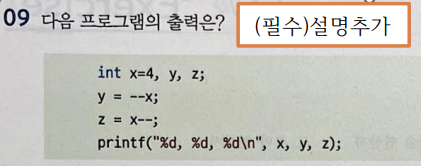 09 다음 프로그램의 출력은? (필수)설명추가
int x=4, y, z;
y = --x;
z = x--;
printf("%d, %d, %d\n", x, y, z);